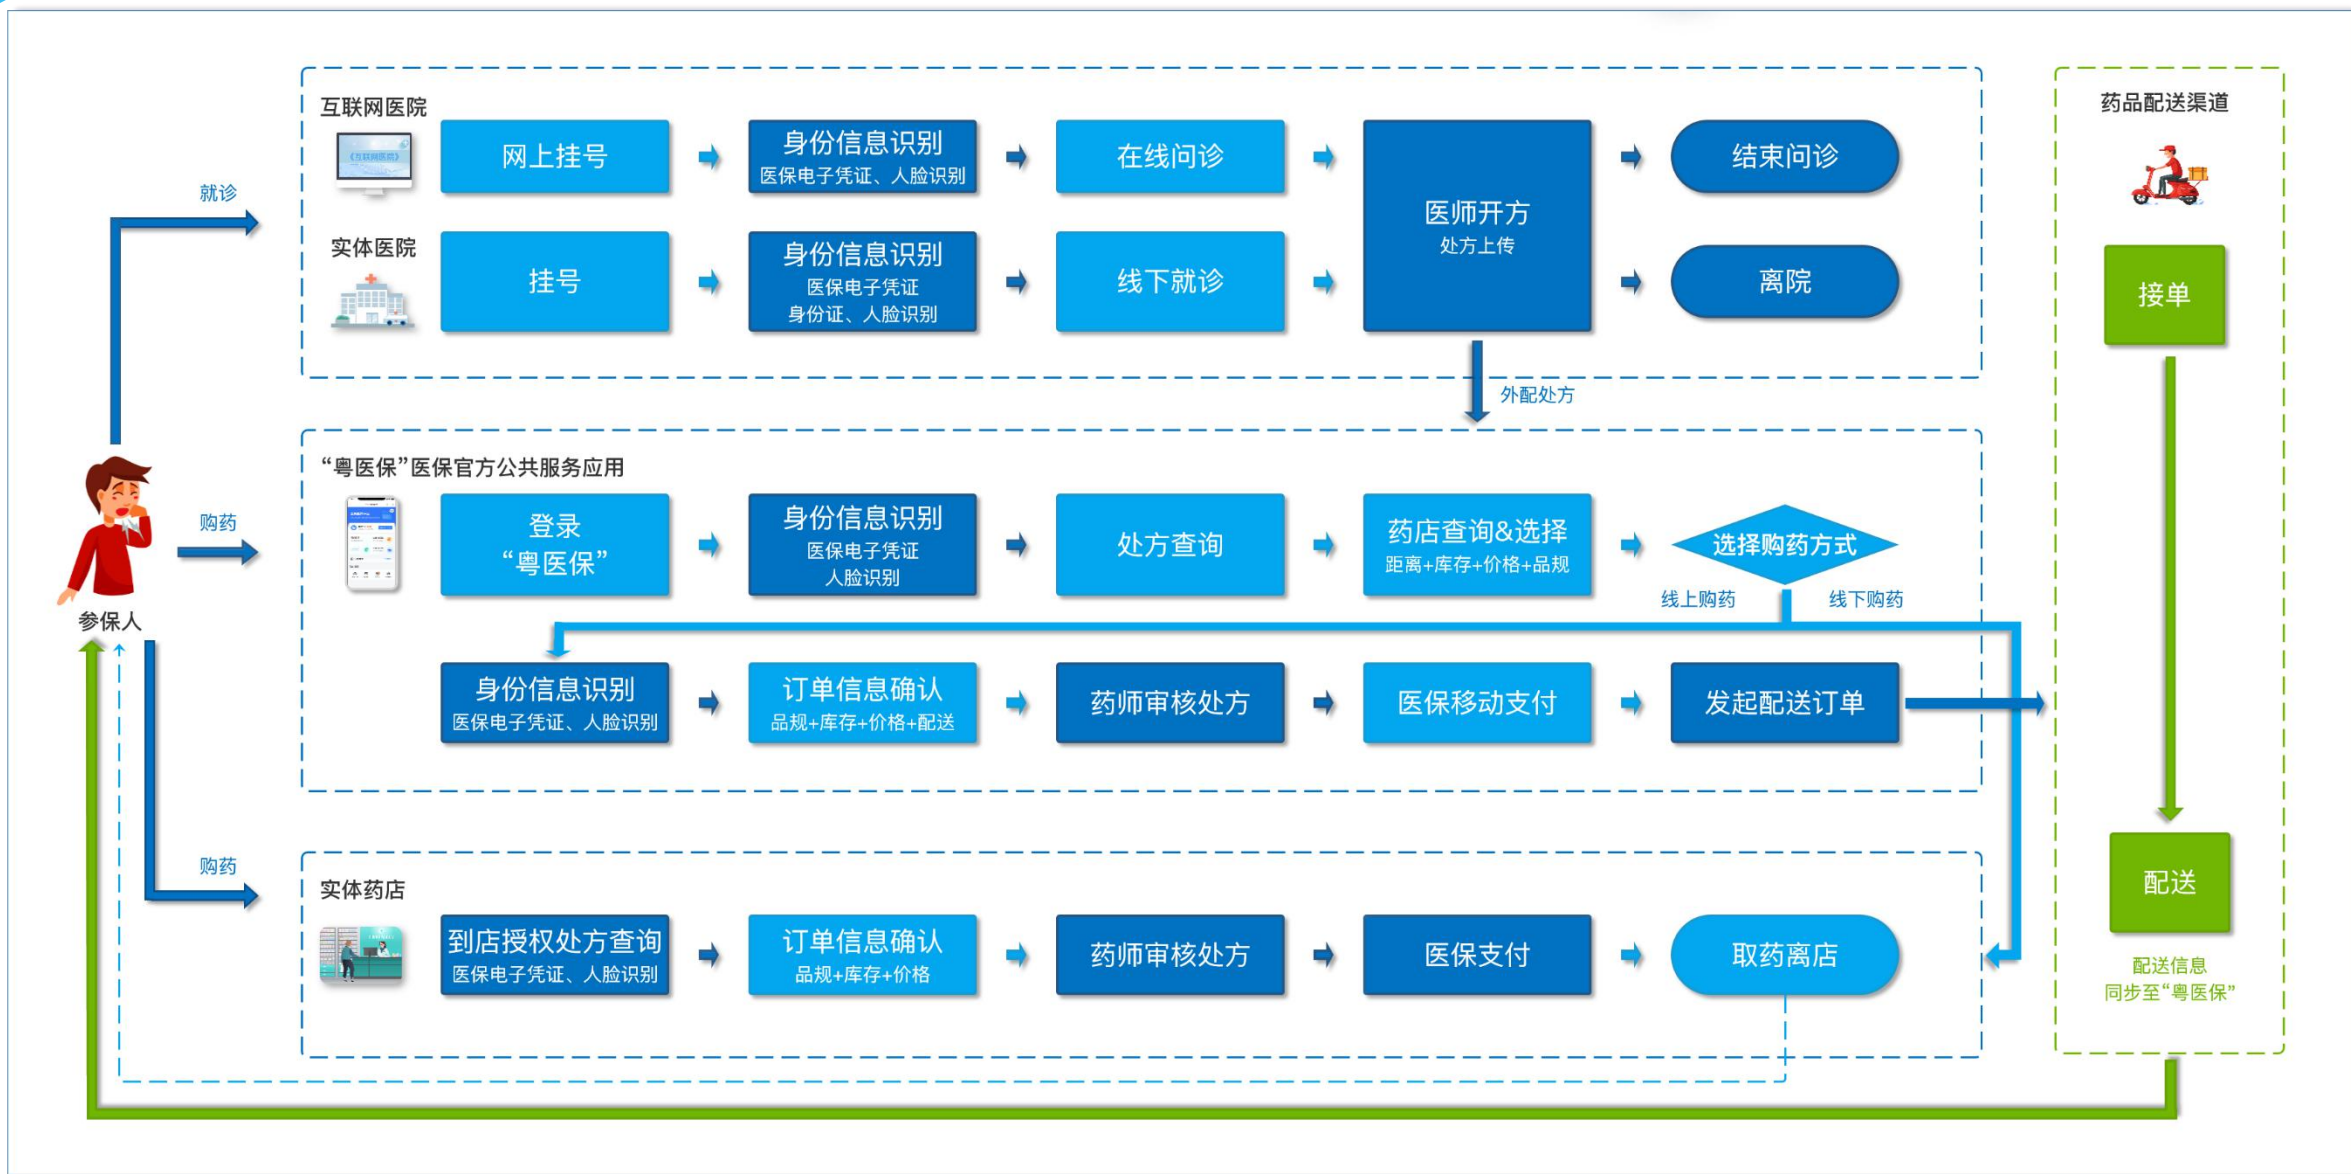 互联网医院
《互联网医院》
网上挂号
身份信息识别
医保电子凭证、人脸识别
在线问诊
医师开方
处方上传
结束问诊
就诊
实体医院
挂号
身份信息识别
医保电子凭证
身份证、人脸识别
线下就诊
离院
外配处方
“粤医保”医保官方公共服务应用
购药
登录
“粤医保”
身份信息识别
医保电子凭证
人脸识别
处方查询
药店查询&选择
距离+库存+价格+品规
选择购药方式
线上购药
线下购药
参保人
身份信息识别
医保电子凭证、人脸识别
订单信息确认
品规+库存+价格+配送
药师审核处方
医保移动支付
发起配送订单
购药
实体药店
到店授权处方查询
医保电子凭证、人脸识别
订单信息确认
品规+库存+价格
药师审核处方
医保支付
取药离店
药品配送渠道
接单
配送
配送信息
同步至“粤医保”